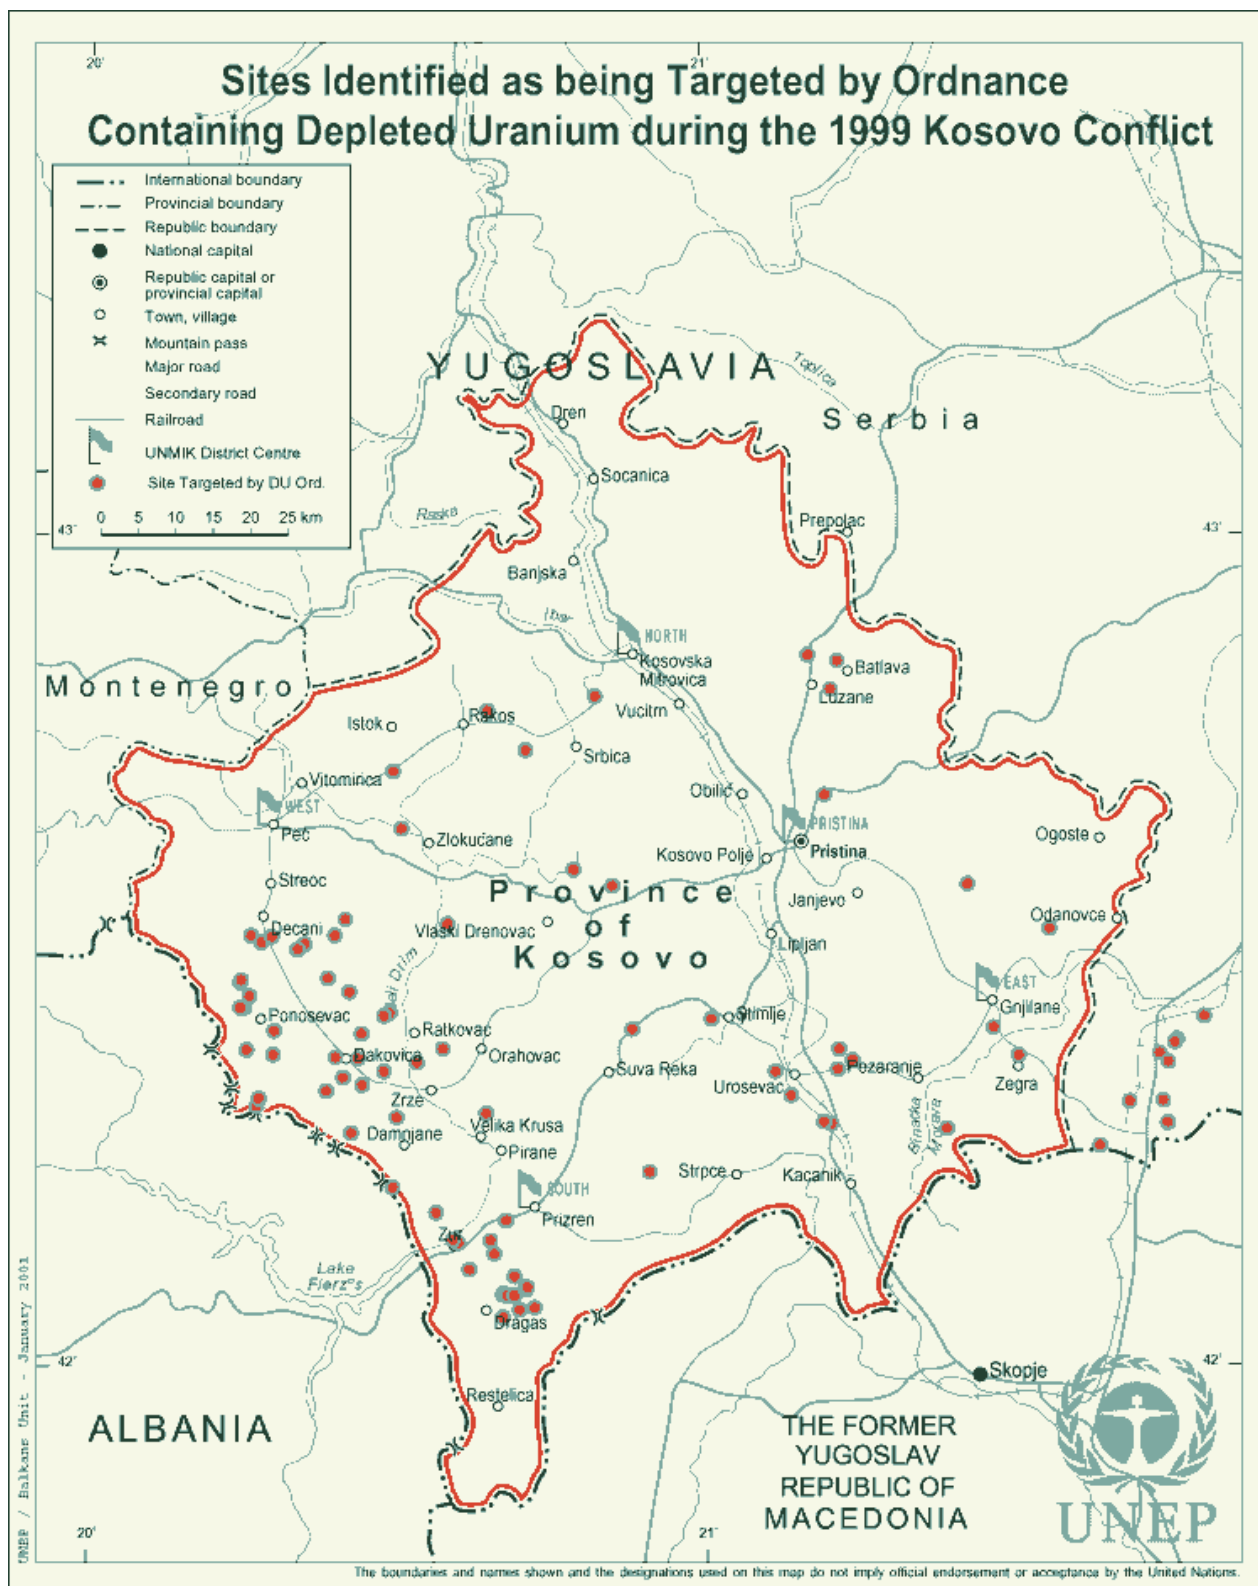 20'
21'
Sites Identified as being Targeted by Ordnance
Containing Depleted Uranium during the 1999 Kosovo Conflict
International boundary
Provincial boundary
Republic boundary
National capital
Republic capital or
provincial capital
Town, village
Mountain pass
Major road
Secondary road
Railroad
UNMIK District Centre
Site Targeted by DU Ord.
0 5 10 15 20 25 km
YUGOSLAVIA
Toplica
Serbia
Dren
Socanica
Raska
43'
Prepolac
43'
Banjska
Ibar
NORTH
Kosovska
Mitrovica
Batlava
Montenegro
Luzane
Vucitrn
Istok
Rakos
Srbica
Vitomirica
Obilic
WEST
Pec
PRISTINA
Pristina
Ogoste
Zlokucane
Kosovo Polje
Streoc
Province
of
Kosovo
Janjevo
Decani
Vlaski Drenovac
Odanovce
Lipljan
Drim
EAST
Gnjilane
Ponosevac
Stimlje
Ratkovac
Dakovica
Orahovac
Suva Reka
Urosevac
Pozaranje
Zegra
Zrze
Velika Krusa
Binacka
Morava
Damnjane
Pirane
Strpce
Kacanik
SOUTH
Prizren
Zur
Lake
Fierz°s
Dragas
42'
42'
Skopje
Restelica
ALBANIA
THE FORMER
YUGOSLAV
REPUBLIC OF
MACEDONIA
UNEP
20'
21'
UNEP / Balkans Unit - January 2001
The boundaries and names shown and the designations used on this map do not imply official endorsement or acceptance by the United Nations.